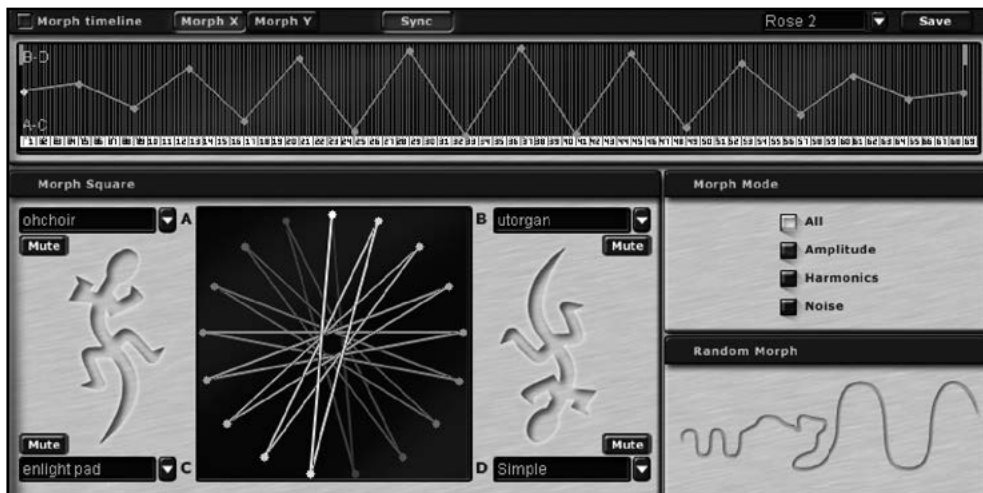 Morph timeline Morph X Morph Y Sync Rose 2 Save
B-D
A-C
Morph Square Morph Mode
ohchoir A B utorgan All
Mute Mute Amplitude
Harmonics
Noise
Random Morph
Mute Mute
enlight pad C D Simple